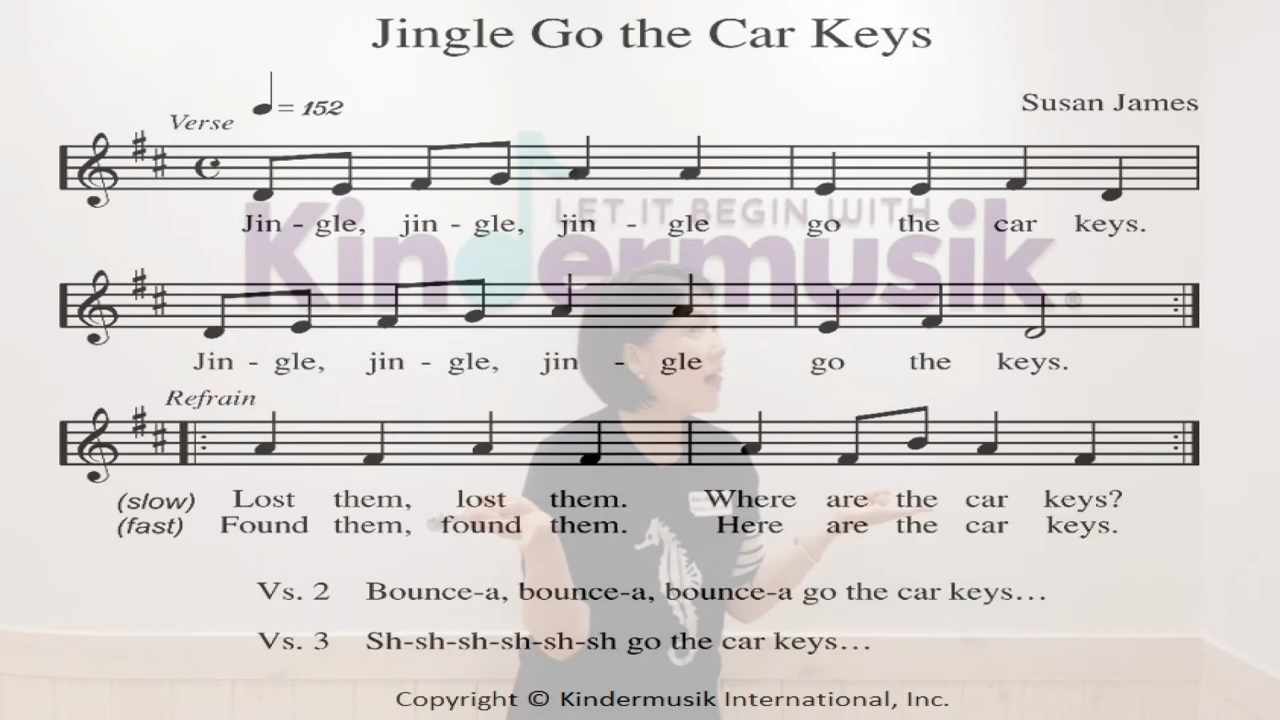 Jingle Go the Car Keys
♩ = 152
Susan James
Verse
LET IT BEGIN WITH
Kindermusik®
Jin - gle, jin - gle, jin - gle go the car keys.
Jin - gle, jin - gle, jin - gle go the keys.
Refrain
(slow) Lost them, lost them. Where are the car keys?
(fast) Found them, found them. Here are the car keys.
Vs. 2 Bounce-a, bounce-a, bounce-a go the car keys…
Vs. 3 Sh-sh-sh-sh-sh-sh go the car keys…
Copyright © Kindermusik International, Inc.